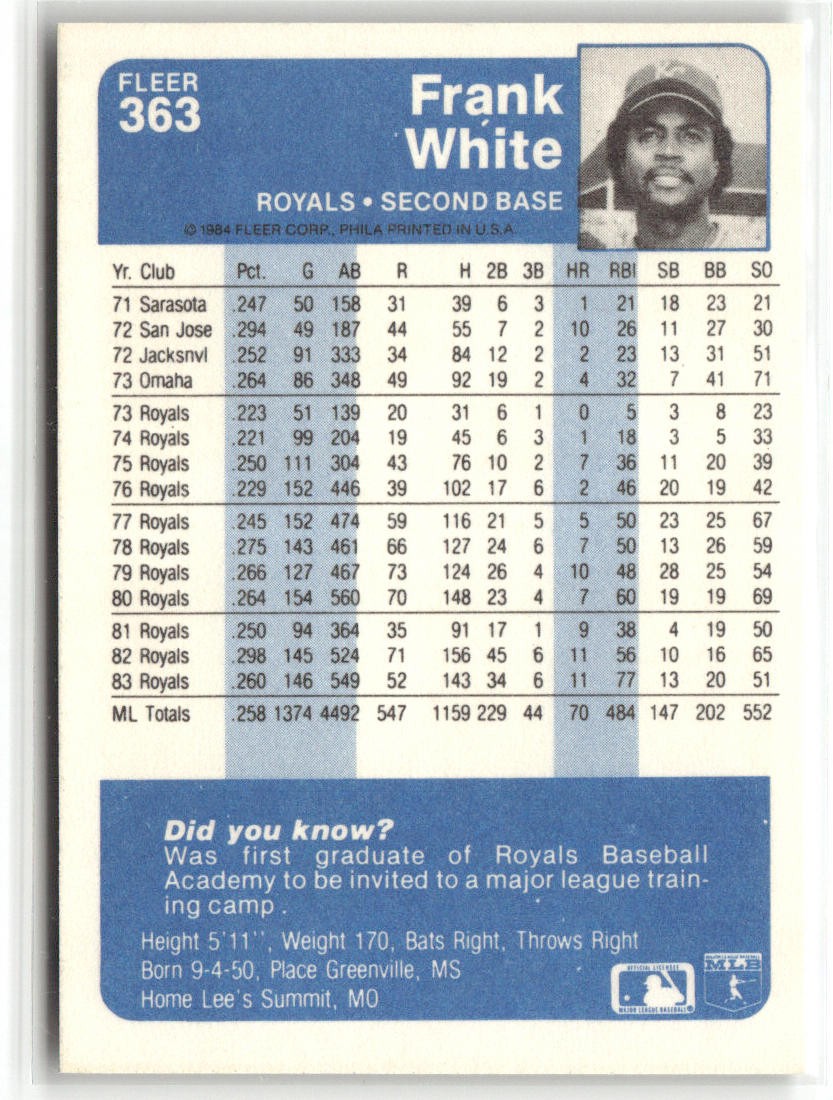 FLEER
363
Frank
White
ROYALS • SECOND BASE
© 1984 FLEER CORP., PHILA PRINTED IN U.S.A.
Yr. Club Pct. G AB R H 2B 3B HR RBI SB BB SO
71 Sarasota .247 50 158 31 39 6 3 1 21 18 23 21
72 San Jose .294 49 187 44 55 7 2 10 26 11 27 30
72 Jacksnvl .252 91 333 34 84 12 2 2 23 13 31 51
73 Omaha .264 86 348 49 92 19 2 4 32 7 41 71
73 Royals .223 51 139 20 31 6 1 0 5 3 8 23
74 Royals .221 99 204 19 45 6 3 1 18 3 5 33
75 Royals .250 111 304 43 76 10 2 7 36 11 20 39
76 Royals .229 152 446 39 102 17 6 2 46 20 19 42
77 Royals .245 152 474 59 116 21 5 5 50 23 25 67
78 Royals .275 143 461 66 127 24 6 7 50 13 26 59
79 Royals .266 127 467 73 124 26 4 10 48 28 25 54
80 Royals .264 154 560 70 148 23 4 7 60 19 19 69
81 Royals .250 94 364 35 91 17 1 9 38 4 19 50
82 Royals .298 145 524 71 156 45 6 11 56 10 16 65
83 Royals .260 146 549 52 143 34 6 11 77 13 20 51
ML Totals .258 1374 4492 547 1159 229 44 70 484 147 202 552
Did you know?
Was first graduate of Royals Baseball
Academy to be invited to a major league train-
ing camp.
Height 5'11'', Weight 170, Bats Right, Throws Right
Born 9-4-50, Place Greenville, MS
Home Lee's Summit, MO
OFFICIAL LICENSEE
MAJOR LEAGUE BASEBALL®
MAJOR LEAGUE BASEBALL
MLB